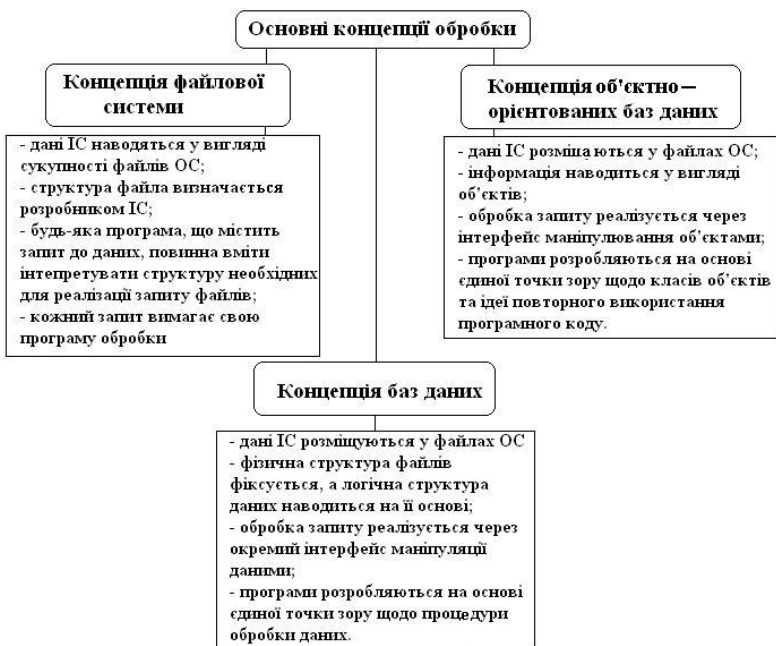 Основні концепції обробки
Концепція файлової
системи
- дані ІС наводяться у вигляді
сукупності файлів ОС;
- структура файла визначається
розробником ІС;
- будь-яка програма, що містить
запит до даних, повинна вміти
інтепретувати структуру необхідних
для реалізації запиту файлів;
- кожний запит вимагає свою
програму обробки
Концепція об'єктно –
орієнтованих баз даних
- дані ІС розміщаються у файлах ОС;
- інформація наводиться у вигляді
об'єктів;
- обробка запиту реалізується через
інтерфейс маніпулювання об'єктами;
- програми розробляються на основі
єдиної точки зору щодо класів об'єктів
та ідеї повторного використання
програмного коду.
Концепція баз даних
- дані ІС розміщуються у файлах ОС
- фізична структура файлів
фіксується, а логічна структура
даних наводиться на її основі;
- обробка запиту реалізується через
окремий інтерфейс маніпуляції
даними;
- програми розробляються на основі
єдиної точки зору щодо процедури
обробки даних.